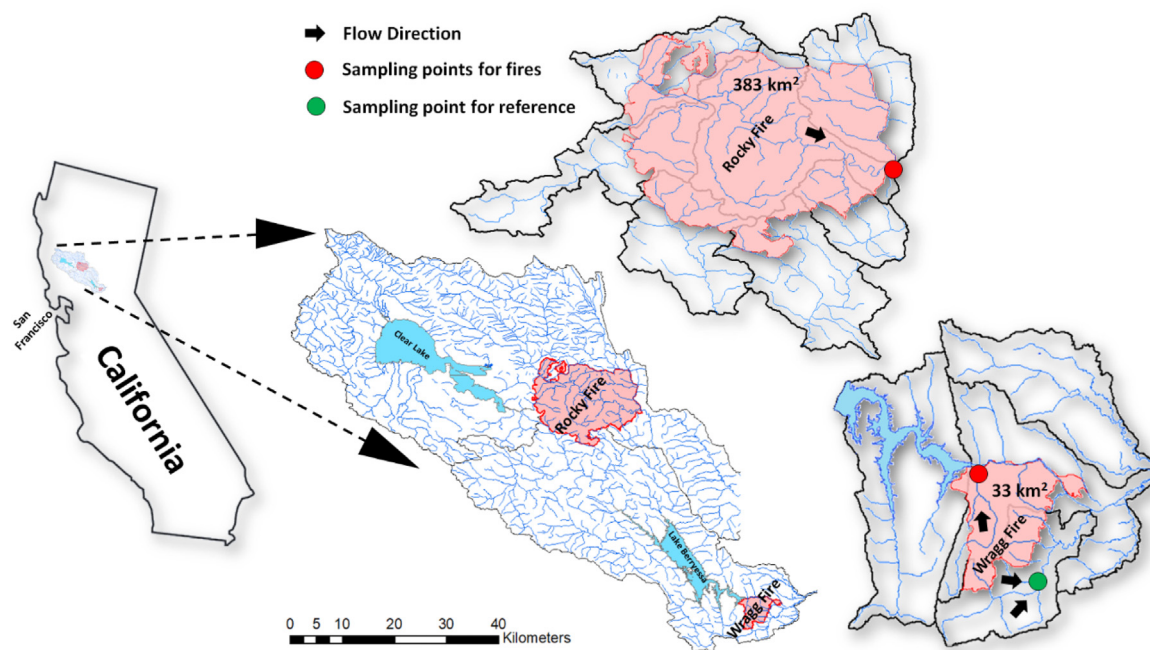 Flow Direction
Sampling points for fires
Sampling point for reference
383 km²
Rocky Fire
San
Francisco
California
Clear Lake
Rocky Fire
Lake Berryessa
Wragg Fire
33 km²
Wragg Fire
0 5 10 20 30 40
Kilometers